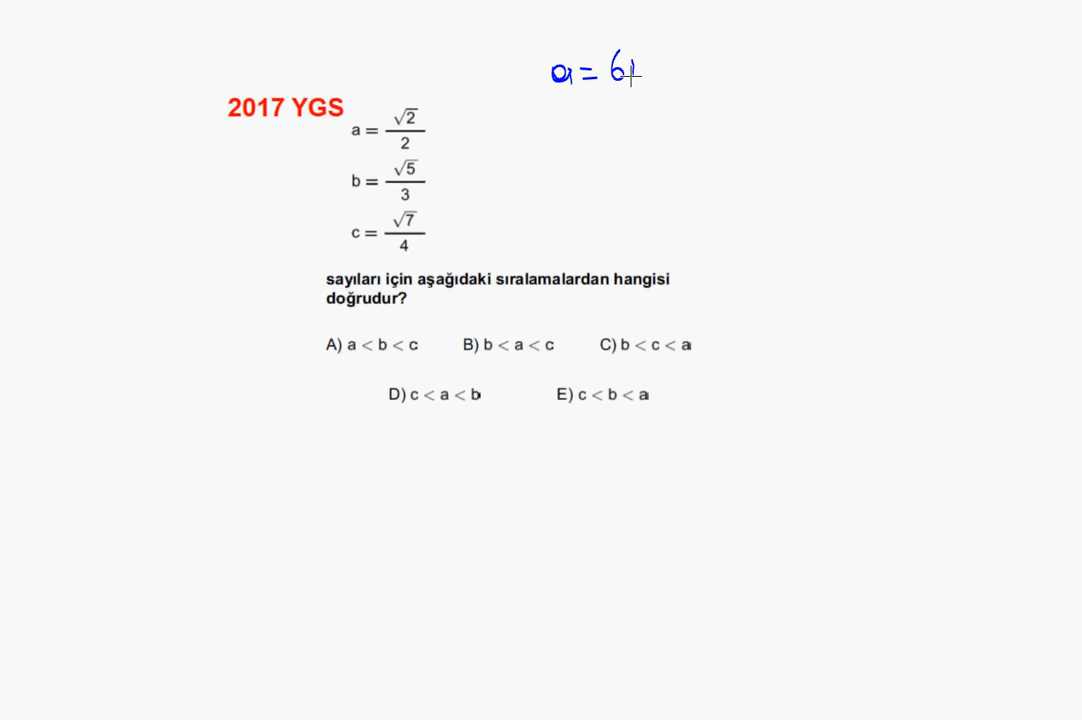 a = 6
2017 YGS
a = √2/2
b = √5/3
c = √7/4
sayıları için aşağıdaki sıralamalardan hangisi
doğrudur?
A) a < b < c B) b < a < c C) b < c < a
D) c < a < b E) c < b < a